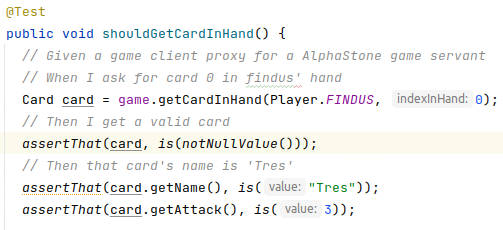 @Test
public void shouldGetCardInHand() {
// Given a game client proxy for a AlphaStone game servant
// When I ask for card 0 in findus' hand
Card card = game.getCardInHand(Player.FINDUS, indexInHand: 0);
// Then I get a valid card
assertThat(card, is(notNullValue()));
// Then that card's name is 'Tres'
assertThat(card.getName(), is( value: "Tres"));
assertThat(card.getAttack(), is( value: 3));